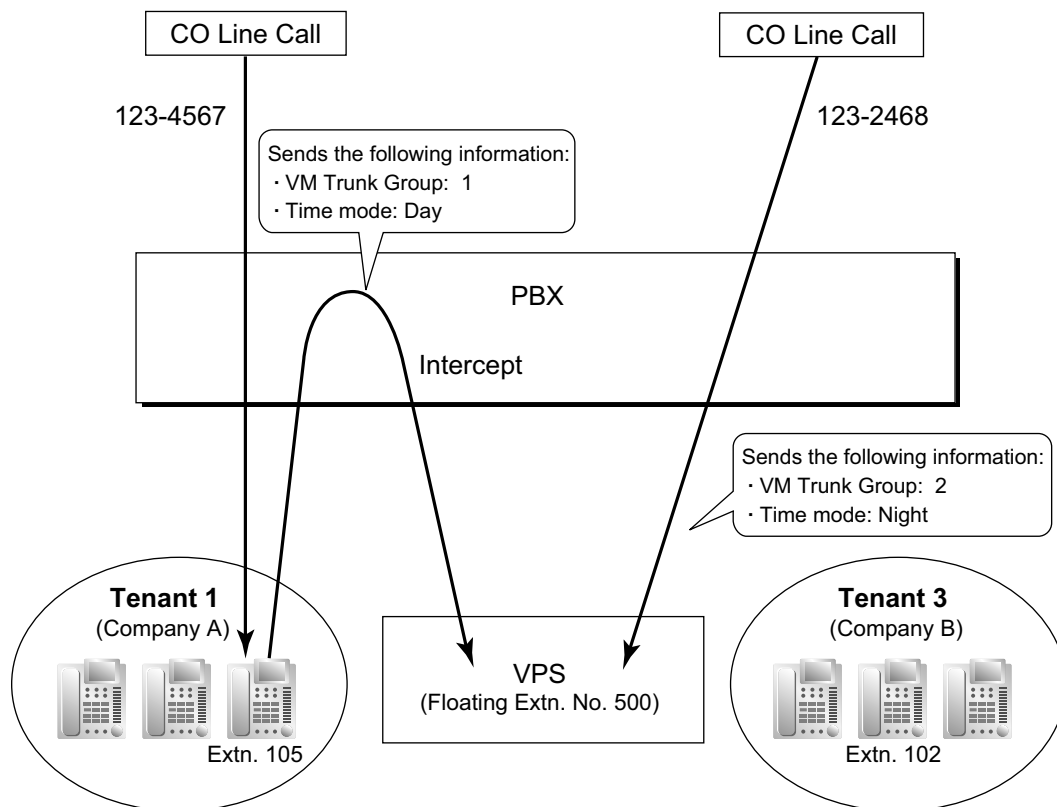 CO Line Call
CO Line Call
123-4567
123-2468
Sends the following information:
・VM Trunk Group: 1
・Time mode: Day
PBX
Intercept
Sends the following information:
・VM Trunk Group: 2
・Time mode: Night
Tenant 1
(Company A)
Extn. 105
VPS
(Floating Extn. No. 500)
Tenant 3
(Company B)
Extn. 102